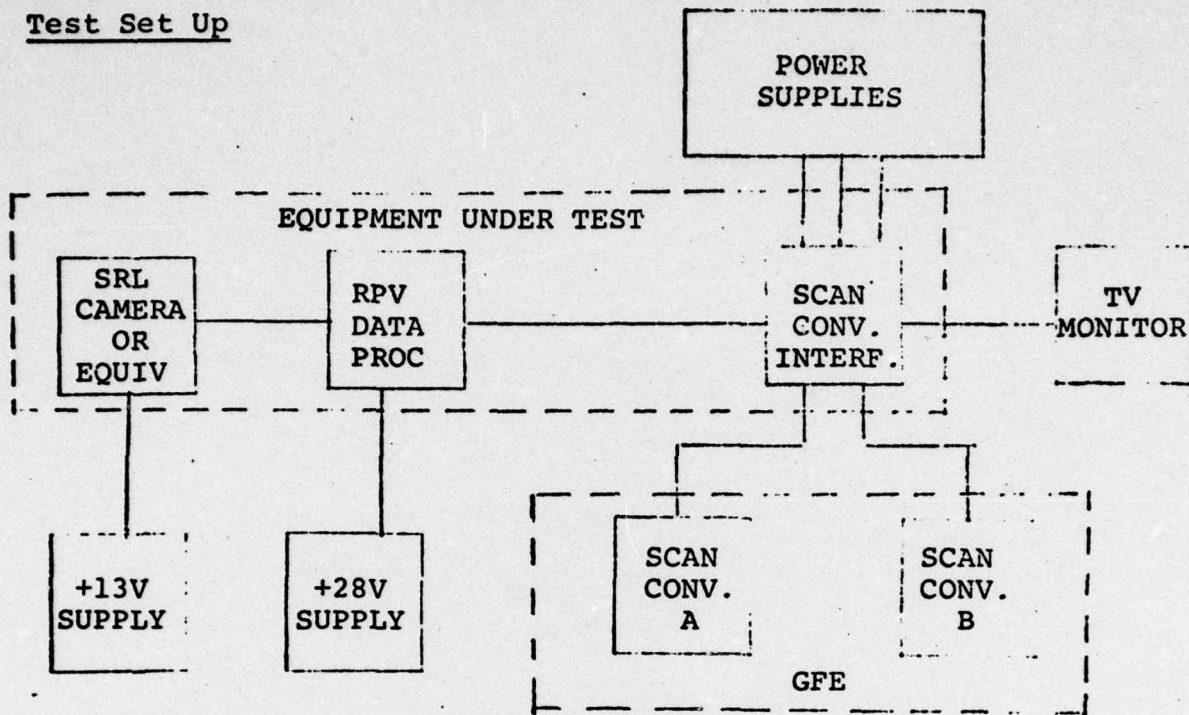 Test Set Up
POWER
SUPPLIES
EQUIPMENT UNDER TEST
SRL
CAMERA
OR
EQUIV
RPV
DATA
PROC
SCAN
CONV.
INTERF.
TV
MONITOR
+13V
SUPPLY
+28V
SUPPLY
SCAN
CONV.
A
SCAN
CONV.
B
GFE